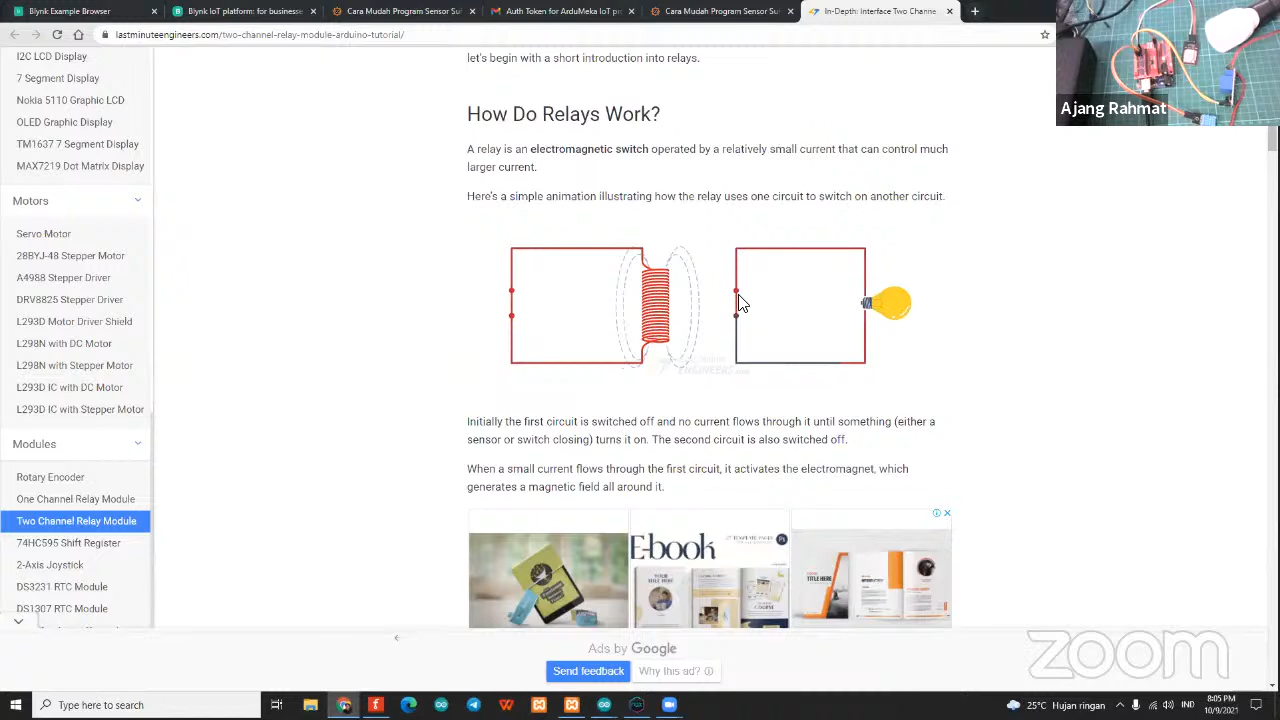 Blynk Example Browser
Blynk IoT platform: for businesse
Cara Mudah Program Sensor Su
Auth Token for ArduMeka IoT p
Cara Mudah Program Sensor Su
In-Depth: Interface Two Channe
lastminuteengineers.com/two-channel-relay-module-arduino-tutorial/
Ajang Rahmat
I2C LCD Display
7 Segment Display
Nokia 5110 Graphic LCD
OLED Graphic Display
TM1637 7 Segment Display
MAX7219 Dot Matrix Display
Motors
Servo Motor
28BYJ-48 Stepper Motor
A4988 Stepper Driver
DRV8825 Stepper Driver
L293D Motor Driver Shield
L298N with DC Motor
L298N with Stepper Motor
L293D IC with DC Motor
L293D IC with Stepper Motor
Modules
Rotary Encoder
One Channel Relay Module
Two Channel Relay Module
74HC595 Shift Register
2-Axis Joystick
DS3231 RTC Module
DS1307 RTC Module
let's begin with a short introduction into relays.
How Do Relays Work?
A relay is an electromagnetic switch operated by a relatively small current that can control much
larger current.
Here's a simple animation illustrating how the relay uses one circuit to switch on another circuit.
Initially the first circuit is switched off and no current flows through it until something (either a
sensor or switch closing) turns it on. The second circuit is also switched off.
When a small current flows through the first circuit, it activates the electromagnet, which
generates a magnetic field all around it.
E-book
TITLE HERE
Ads by Google
Send feedback
Why this ad?
zoom
Type here to search
25°C Hujan ringan
IND
8:05 PM
10/9/2021